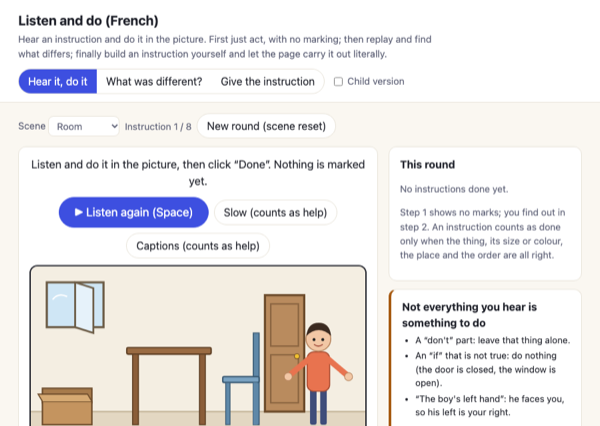 Listen and do (French)
Hear an instruction and do it in the picture. First just act, with no marking; then replay and find
what differs; finally build an instruction yourself and let the page carry it out literally.
Hear it, do it
What was different?
Give the instruction
Child version
Scene
Room
Instruction 1 / 8
New round (scene reset)
Listen and do it in the picture, then click “Done”. Nothing is marked
yet.
▶ Listen again (Space)
Slow (counts as help)
Captions (counts as help)
This round
No instructions done yet.
Step 1 shows no marks; you find out in
step 2. An instruction counts as done
only when the thing, its size or colour,
the place and the order are all right.
Not everything you hear is
something to do
• A “don’t” part: leave that thing alone.
• An “if” that is not true: do nothing
(the door is closed, the window is
open).
• “The boy’s left hand”: he faces you,
so his left is your right.